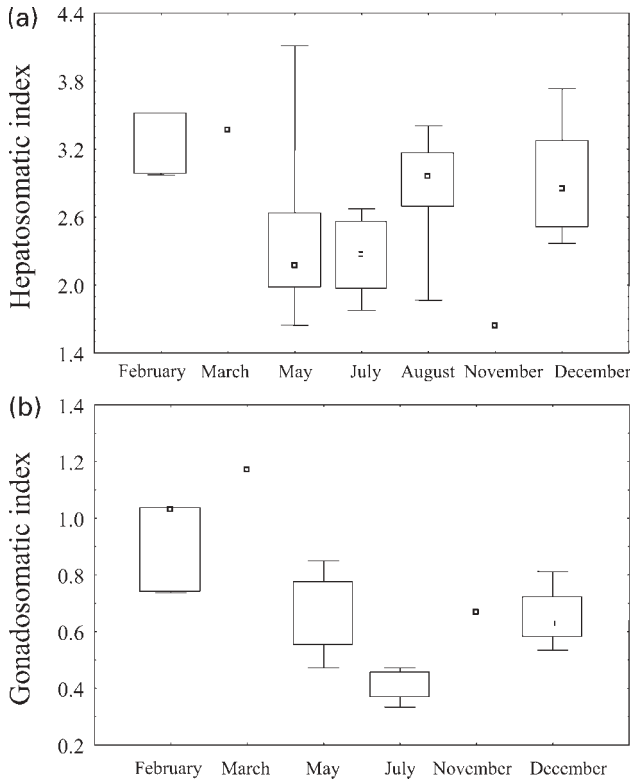 (a)
Hepatosomatic index
4.4
3.8
3.2
2.6
2.0
1.4
February March May July August November December
(b)
Gonadosomatic index
1.4
1.2
1.0
0.8
0.6
0.4
0.2
February March May July November December